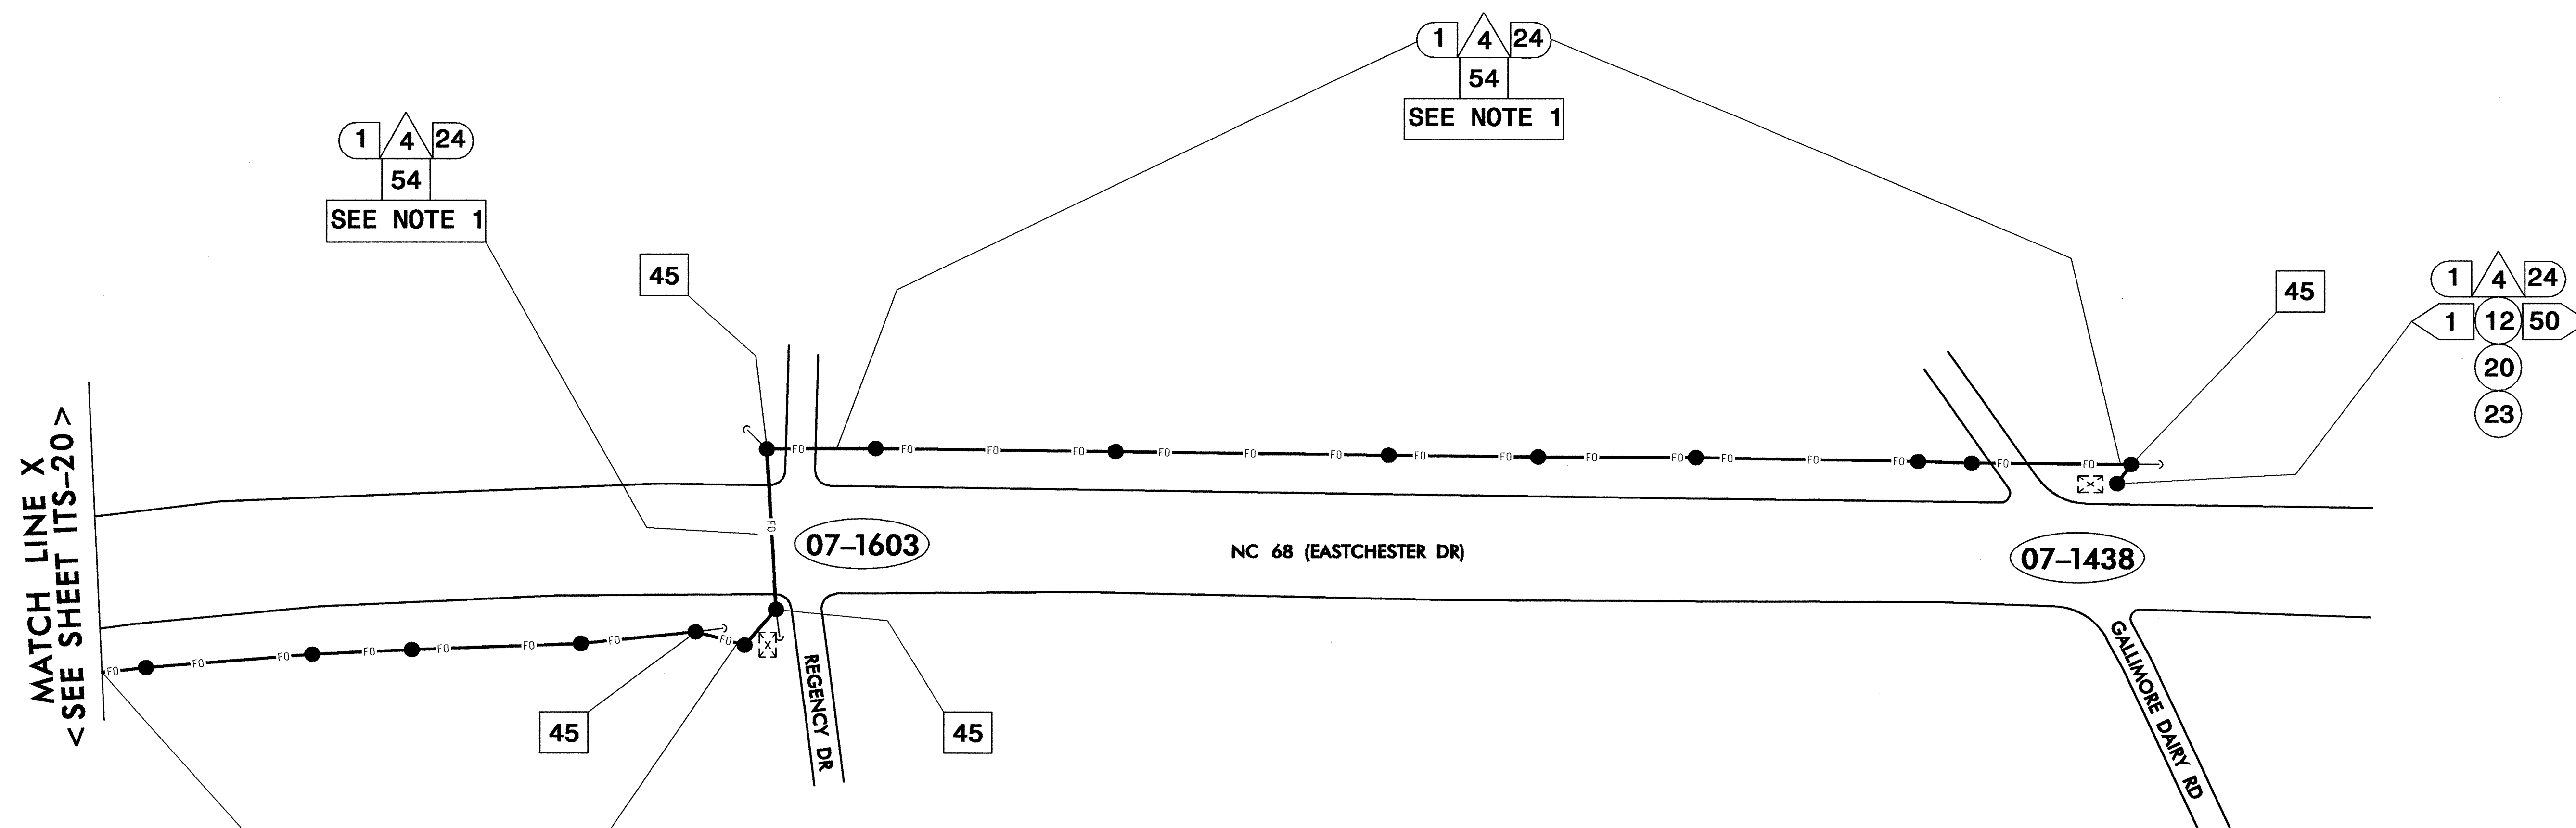 1 4 24
54
SEE NOTE 1
1 4 24
54
SEE NOTE 1
45
45
1 4 24
1 12 50
20
23
MATCH LINE X
<SEE SHEET ITS-20>
FO FO FO FO FO FO FO FO FO FO FO FO FO FO
FO
07-1603
NC 68 (EASTCHESTER DR)
07-1438
FO FO FO FO FO FO FO FO
REGENCY DR
GALLIMORE DAIRY RD
45
45